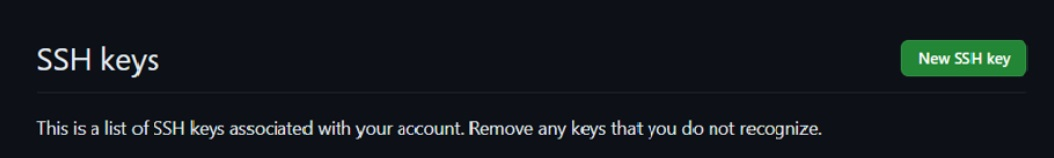 SSH keys
New SSH key
This is a list of SSH keys associated with your account. Remove any keys that you do not recognize.